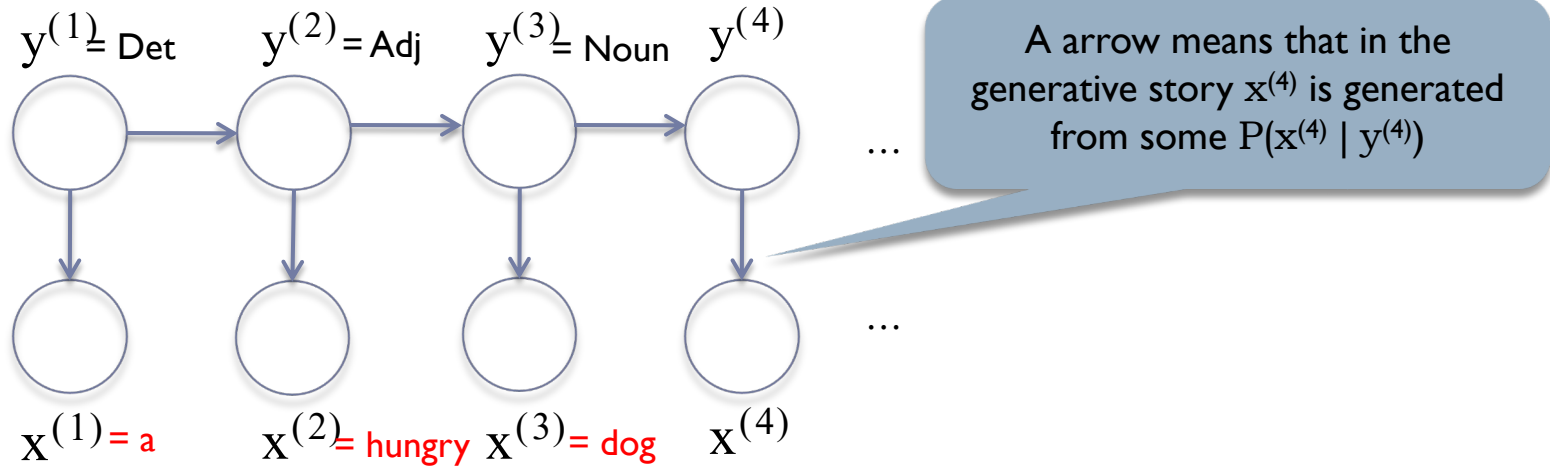 y(1) = Det y(2) = Adj y(3) = Noun y(4)
A arrow means that in the
generative story x(4) is generated
from some P(x(4) | y(4))
...
...
x(1) = a x(2) = hungry x(3) = dog x(4)